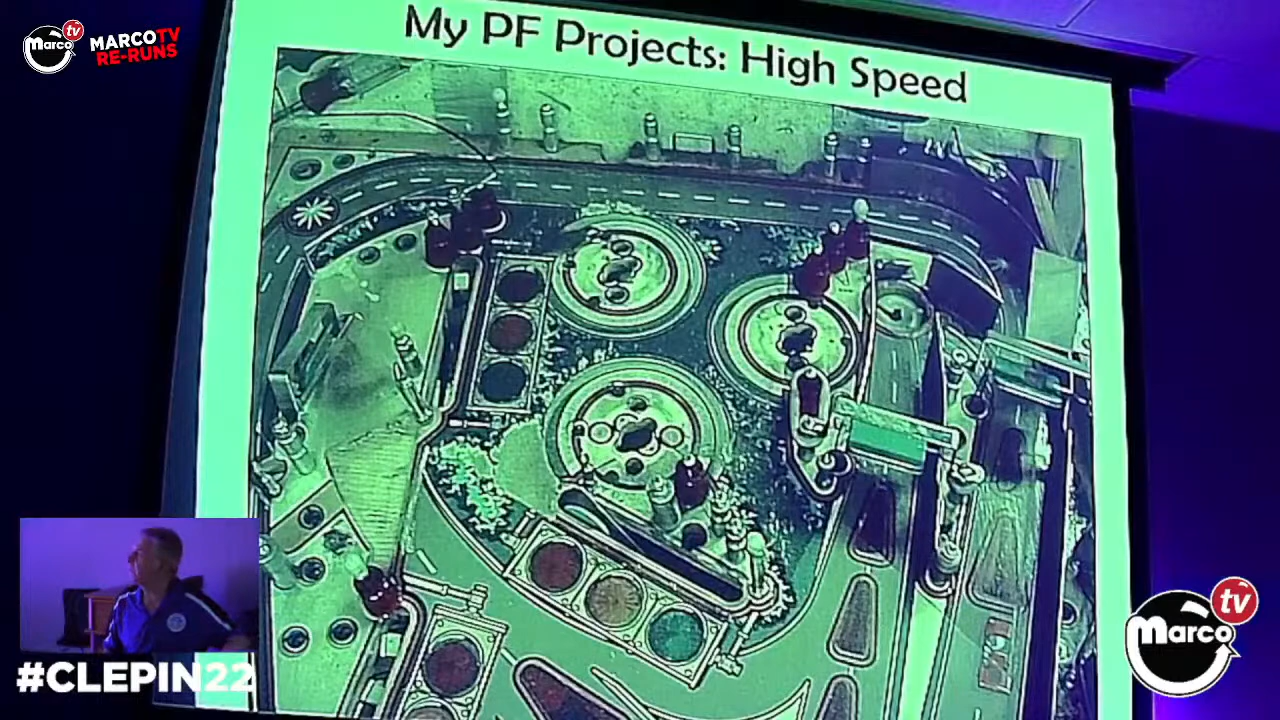 My PF Projects: High Speed
marco tv
MARCOTV
RE-RUNS
#CLEPIN22
marco tv